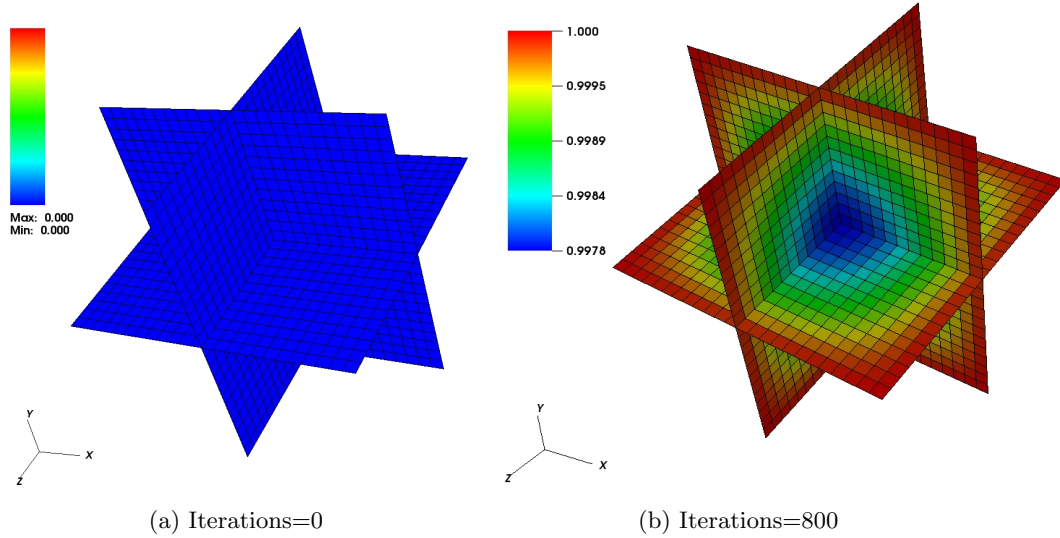 Max: 0.000
Min: 0.000
Y
X
Z
(a) Iterations=0
1.000
0.9995
0.9989
0.9984
0.9978
Y
X
Z
(b) Iterations=800